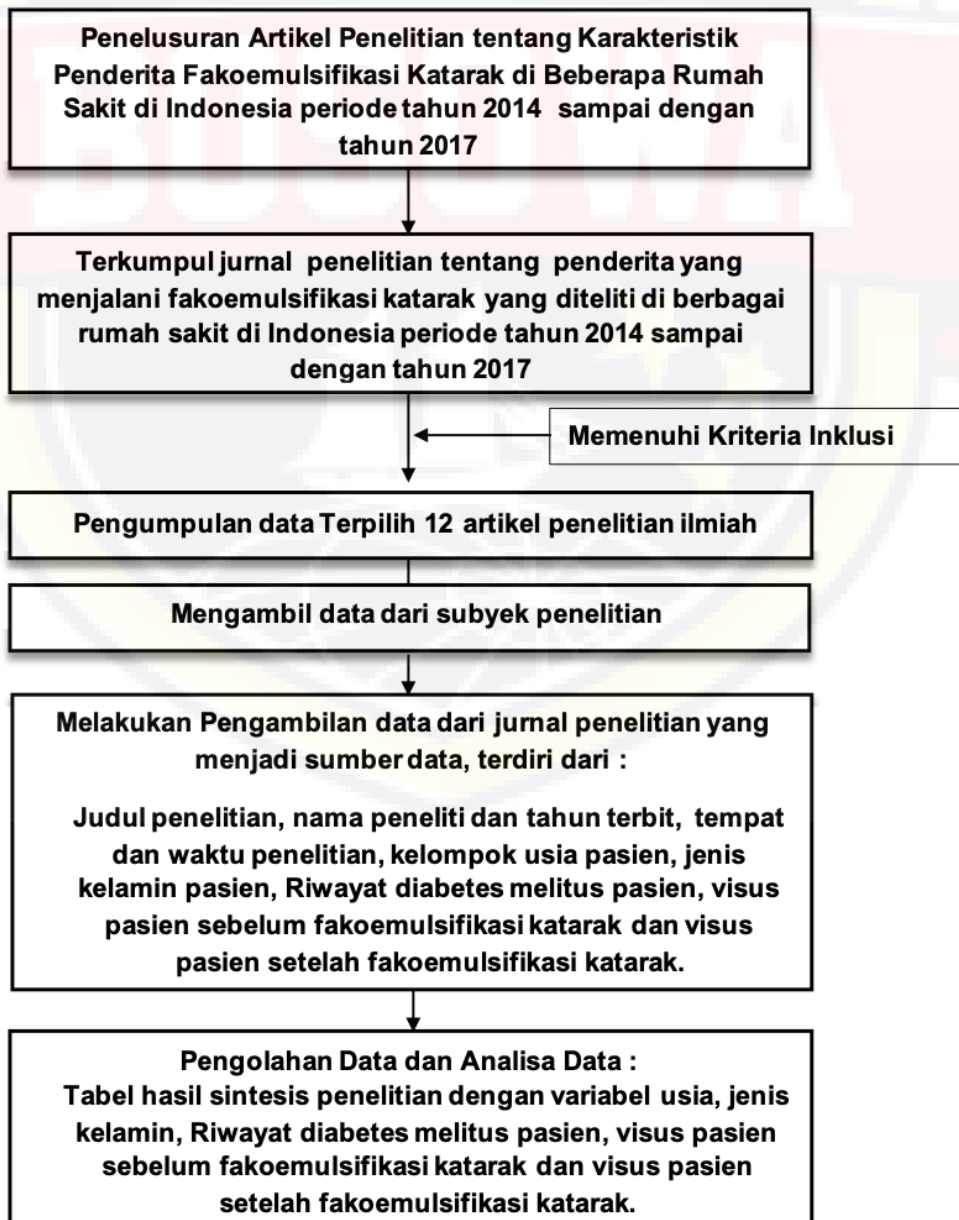 Penelusuran Artikel Penelitian tentang Karakteristik
Penderita Fakoemulsifikasi Katarak di Beberapa Rumah
Sakit di Indonesia periode tahun 2014 sampai dengan
tahun 2017
Terkumpul jurnal penelitian tentang penderita yang
menjalani fakoemulsifikasi katarak yang diteliti di berbagai
rumah sakit di Indonesia periode tahun 2014 sampai
dengan tahun 2017
Memenuhi Kriteria Inklusi
Pengumpulan data Terpilih 12 artikel penelitian ilmiah
Mengambil data dari subyek penelitian
Melakukan Pengambilan data dari jurnal penelitian yang
menjadi sumber data, terdiri dari :
Judul penelitian, nama peneliti dan tahun terbit, tempat
dan waktu penelitian, kelompok usia pasien, jenis
kelamin pasien, Riwayat diabetes melitus pasien, visus
pasien sebelum fakoemulsifikasi katarak dan visus
pasien setelah fakoemulsifikasi katarak.
Pengolahan Data dan Analisa Data :
Tabel hasil sintesis penelitian dengan variabel usia, jenis
kelamin, Riwayat diabetes melitus pasien, visus pasien
sebelum fakoemulsifikasi katarak dan visus pasien
setelah fakoemulsifikasi katarak.